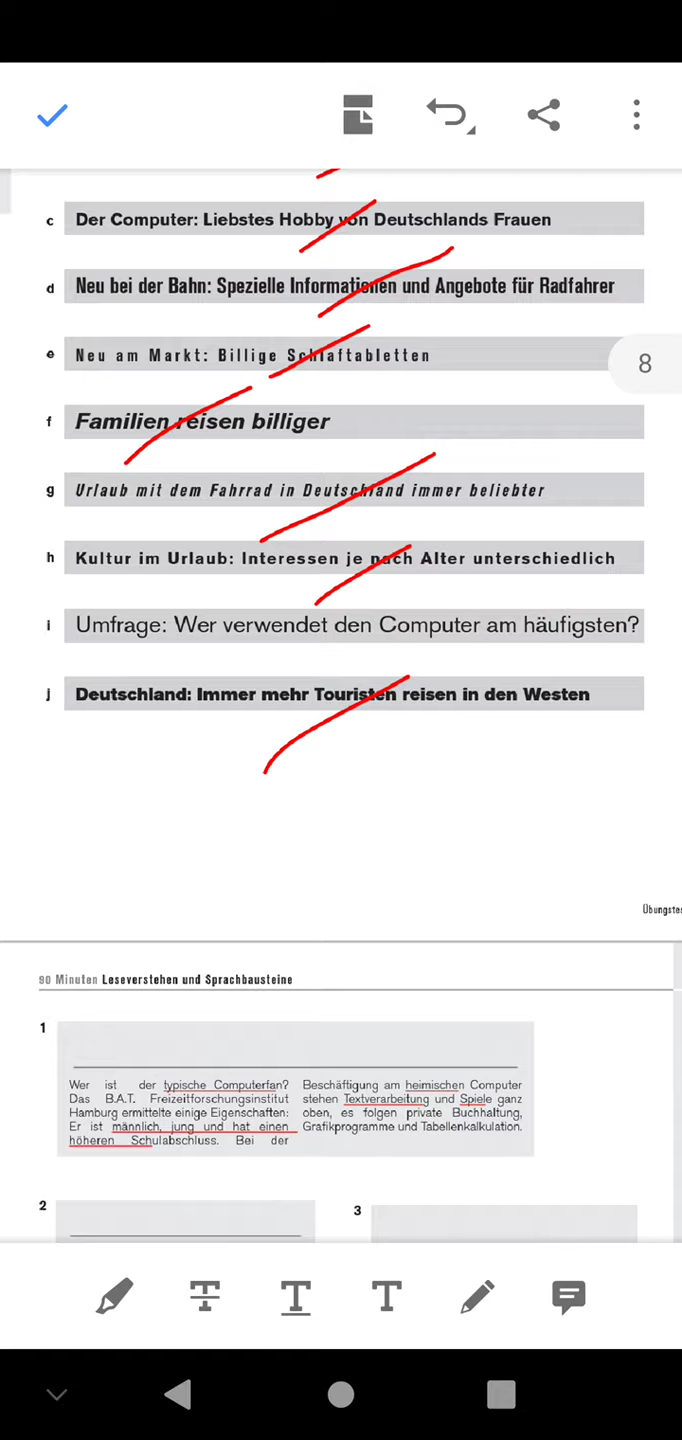 c Der Computer: Liebstes Hobby von Deutschlands Frauen
d Neu bei der Bahn: Spezielle Informationen und Angebote für Radfahrer
e Neu am Markt: Billige Schlaftabletten
8
f Familien reisen billiger
g Urlaub mit dem Fahrrad in Deutschland immer beliebter
h Kultur im Urlaub: Interessen je nach Alter unterschiedlich
i Umfrage: Wer verwendet den Computer am häufigsten?
j Deutschland: Immer mehr Touristen reisen in den Westen
Übungstes
90 Minuten Leseverstehen und Sprachbausteine
1
Wer ist der typische Computerfan?
Das B.A.T. Freizeitforschungsinstitut
Hamburg ermittelte einige Eigenschaften:
Er ist männlich, jung und hat einen
höheren Schulabschluss. Bei der
Beschäftigung am heimischen Computer
stehen Textverarbeitung und Spiele ganz
oben, es folgen private Buchhaltung,
Grafikprogramme und Tabellenkalkulation.
2
3